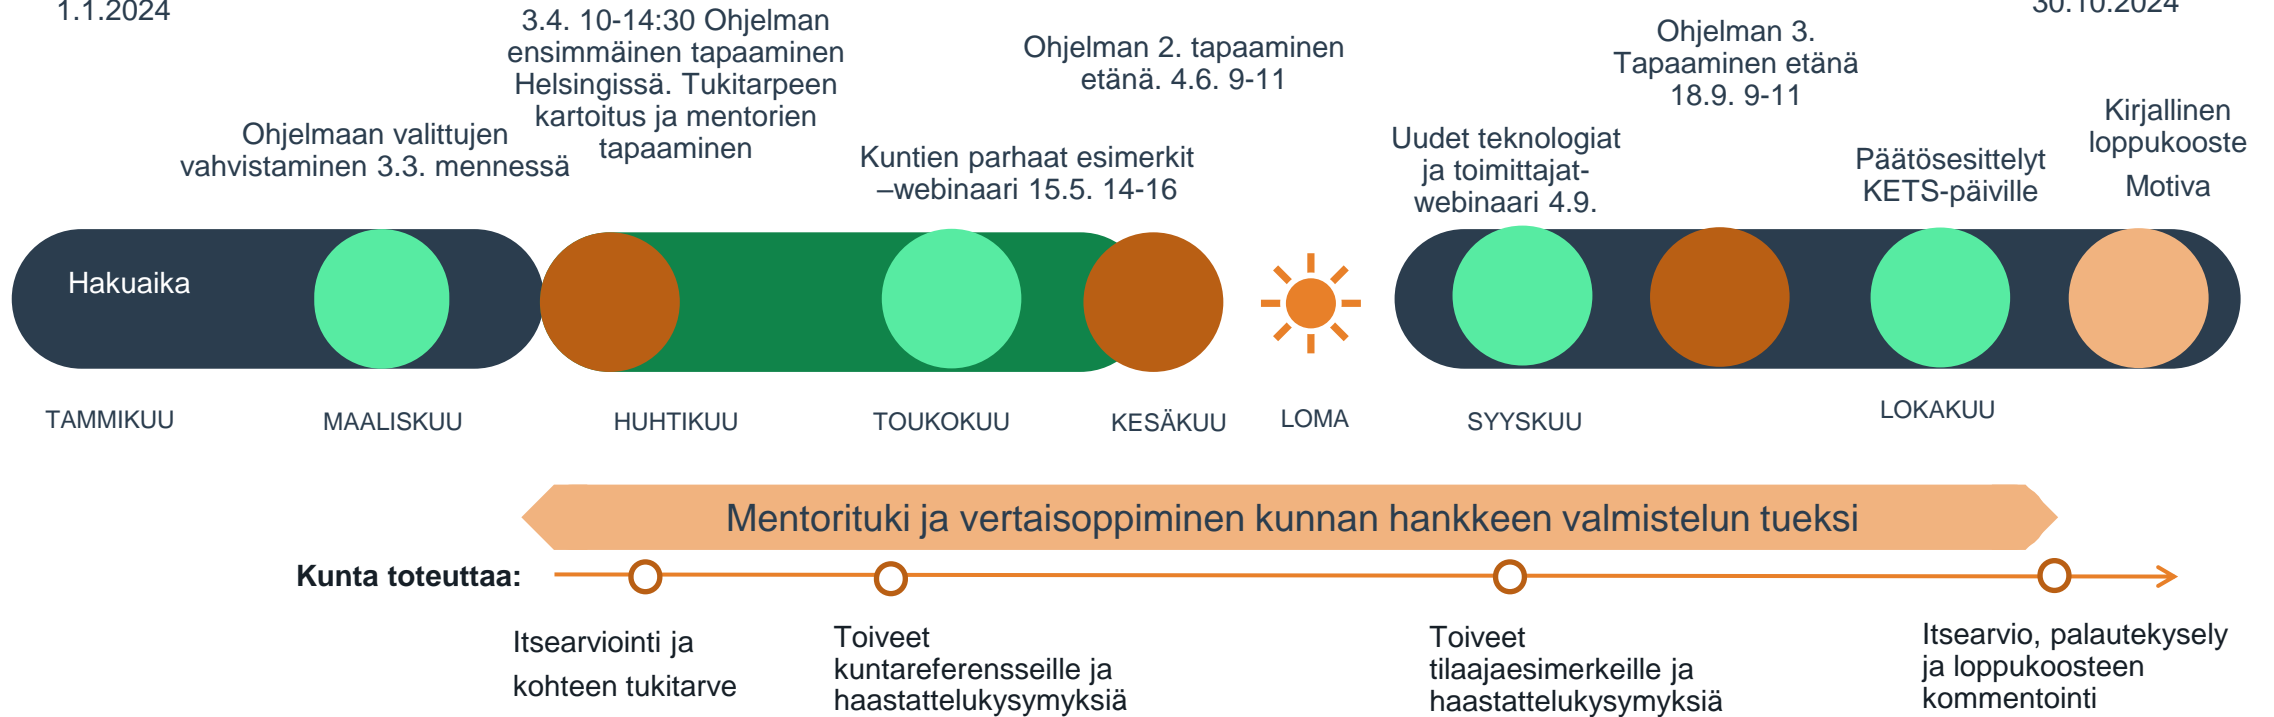 1.1.2024
30.10.2024
3.4. 10-14:30 Ohjelman
ensimmäinen tapaaminen
Helsingissä. Tukitarpeen
kartoitus ja mentorien
tapaaminen
Ohjelman 2. tapaaminen
etänä. 4.6. 9-11
Ohjelman 3.
Tapaaminen etänä
18.9. 9-11
Ohjelmaan valittujen
vahvistaminen 3.3. mennessä
Kuntien parhaat esimerkit
–webinaari 15.5. 14-16
Uudet teknologiat
ja toimittajat-
webinaari 4.9.
Päätösesittelyt
KETS-päiville
Kirjallinen
loppukooste
Motiva
Hakuaika
TAMMIKUU
MAALISKUU
HUHTIKUU
TOUKOKUU
KESÄKUU
LOMA
SYYSKUU
LOKAKUU
Mentorituki ja vertaisoppiminen kunnan hankkeen valmistelun tueksi
Kunta toteuttaa:
Itsearviointi ja
kohteen tukitarve
Toiveet
kuntareferensseille ja
haastattelukysymyksiä
Toiveet
tilaajaesimerkeille ja
haastattelukysymyksiä
Itsearvio, palautekysely
ja loppukoosteen
kommentointi